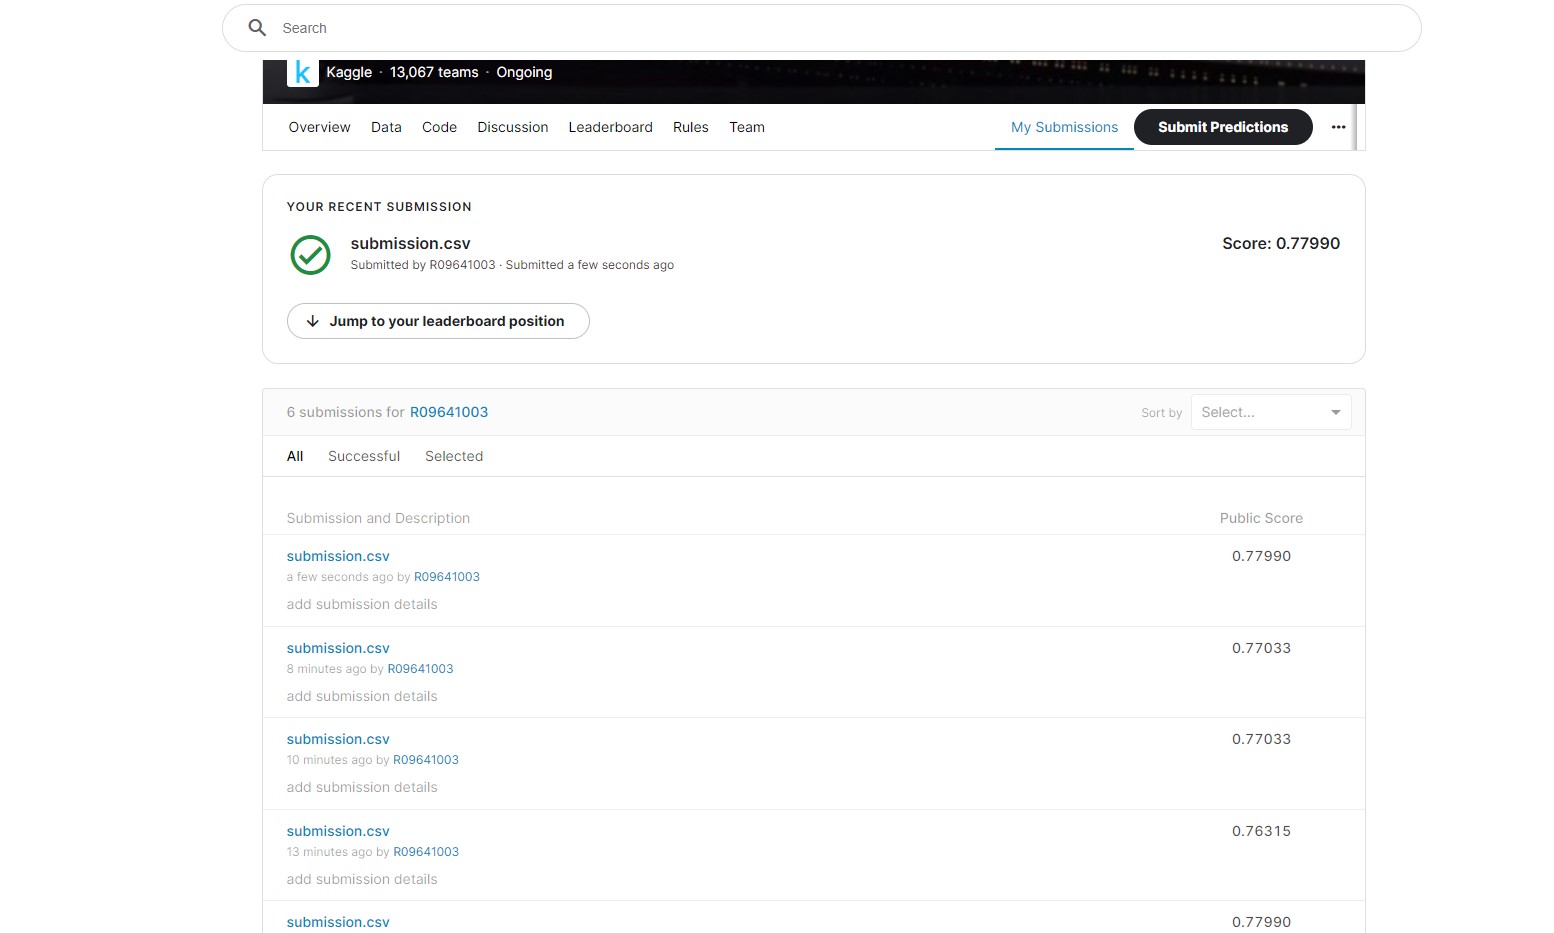 Search
k
Kaggle · 13,067 teams · Ongoing
Overview Data Code Discussion Leaderboard Rules Team My Submissions Submit Predictions ...
YOUR RECENT SUBMISSION
submission.csv Score: 0.77990
Submitted by R09641003 · Submitted a few seconds ago
Jump to your leaderboard position
6 submissions for R09641003 Sort by Select...
All Successful Selected
Submission and Description Public Score
submission.csv 0.77990
a few seconds ago by R09641003
add submission details
submission.csv 0.77033
8 minutes ago by R09641003
add submission details
submission.csv 0.77033
10 minutes ago by R09641003
add submission details
submission.csv 0.76315
13 minutes ago by R09641003
add submission details
submission.csv 0.77990